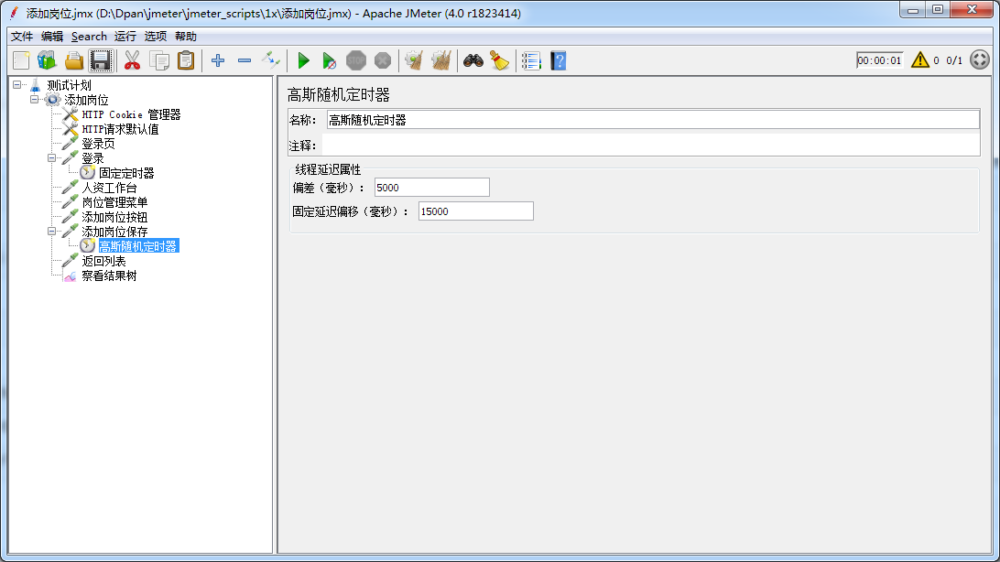 添加岗位.jmx (D:\Dpan\jmeter\jmeter_scripts\1x\添加岗位.jmx) - Apache JMeter (4.0 r1823414)
文件 编辑 Search 运行 选项 帮助
STOP
00:00:01 0 0/1
测试计划
添加岗位
HTTP Cookie 管理器
HTTP请求默认值
登录页
登录
固定定时器
人资工作台
岗位管理菜单
添加岗位按钮
添加岗位保存
高斯随机定时器
返回列表
察看结果树
高斯随机定时器
名称: 高斯随机定时器
注释:
线程延迟属性
偏差（毫秒）: 5000
固定延迟偏移（毫秒）: 15000